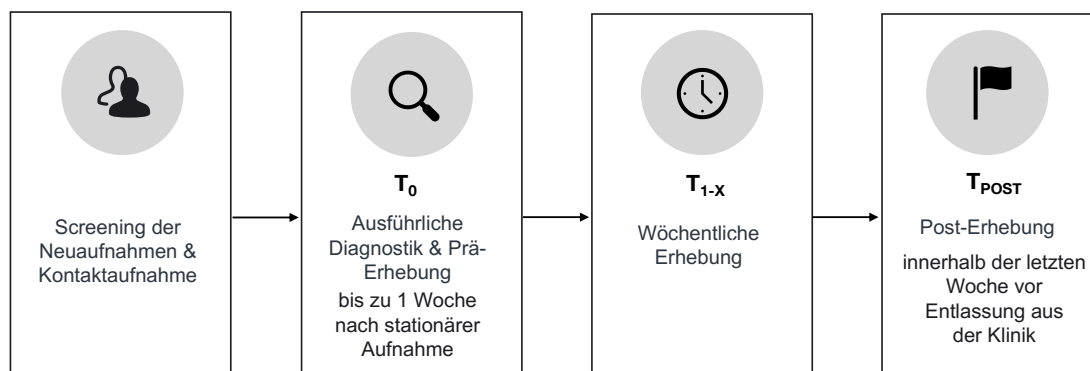 Screening der
Neuaufnahmen &
Kontaktaufnahme
T0
Ausführliche
Diagnostik & Prä-
Erhebung
bis zu 1 Woche
nach stationärer
Aufnahme
T1-X
Wöchentliche
Erhebung
TPOST
Post-Erhebung
innerhalb der letzten
Woche vor
Entlassung aus
der Klinik